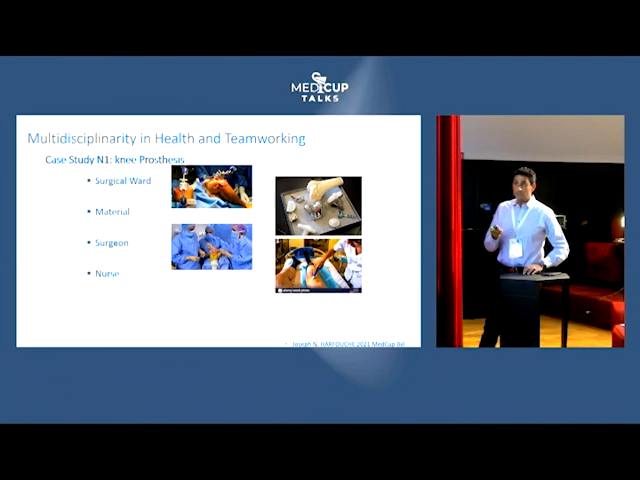 MEDCUP
TALKS
Multidisciplinarity in Health and Teamworking
Case Study N1: knee Prosthesis
Surgical Ward
Material
Surgeon
Nurse
Joseph N. HARFOUCHE 2021 MedCup